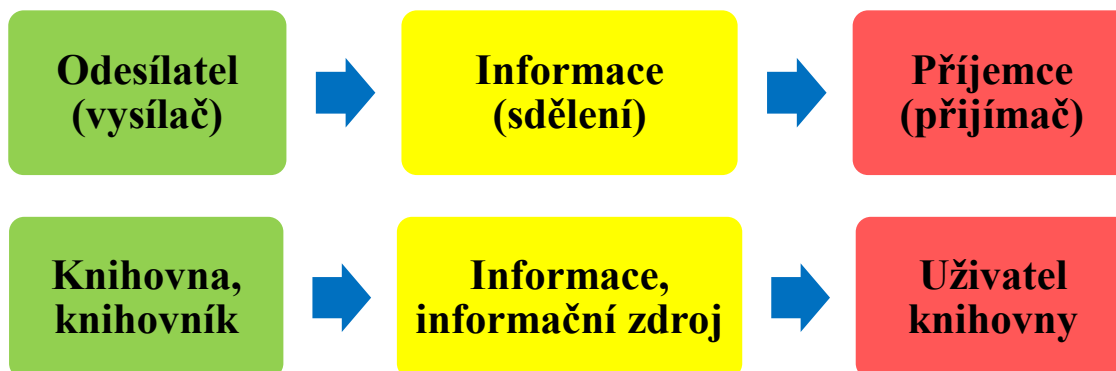 Odesílatel
(vysílač)
Informace
(sdělení)
Příjemce
(přijímač)
Knihovna,
knihovník
Informace,
informační zdroj
Uživatel
knihovny